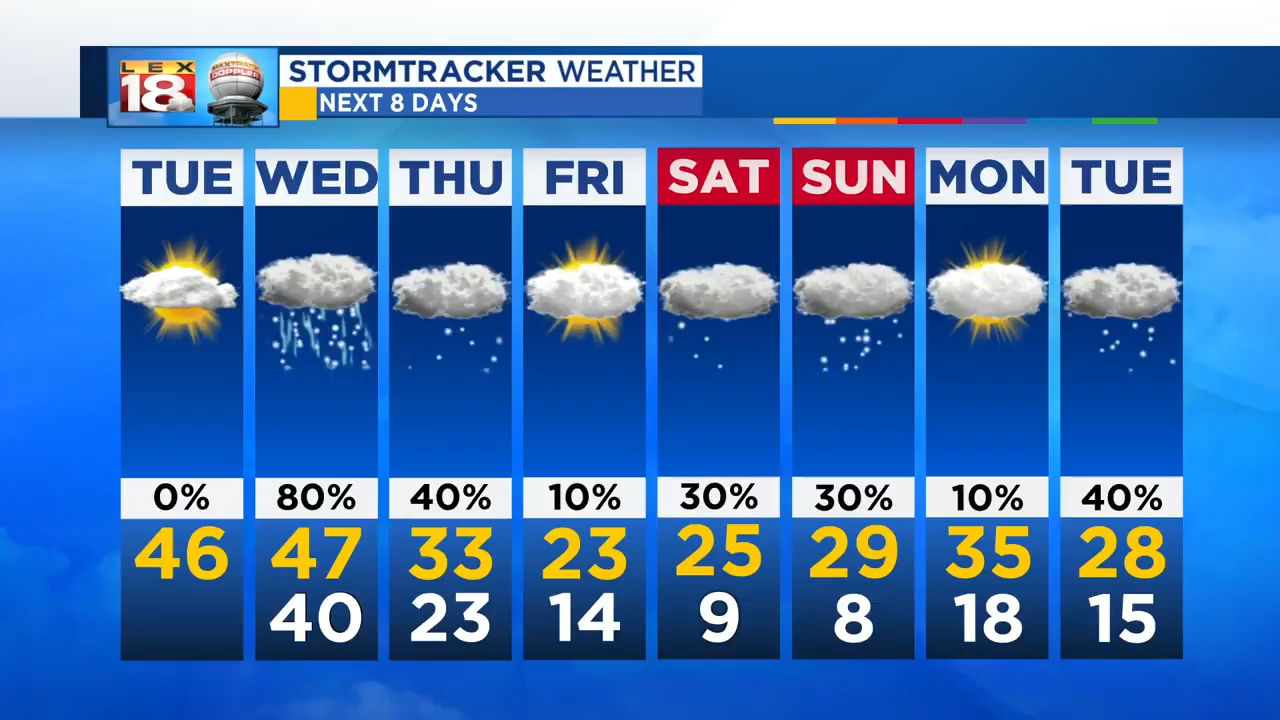 LEX
18
MAXTRACK
DOPPLER
STORMTRACKER WEATHER
NEXT 8 DAYS
TUE WED THU FRI SAT SUN MON TUE
0% 80% 40% 10% 30% 30% 10% 40%
46 47 33 23 25 29 35 28
40 23 14 9 8 18 15